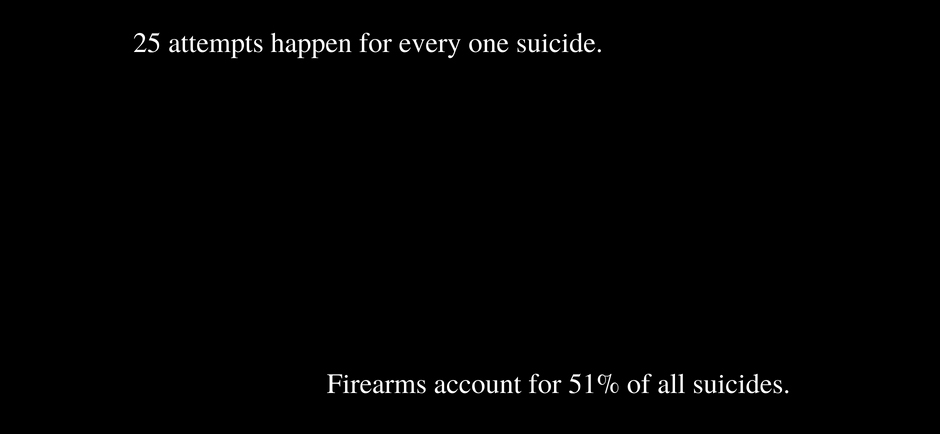 25 attempts happen for every one suicide.
Firearms account for 51% of all suicides.